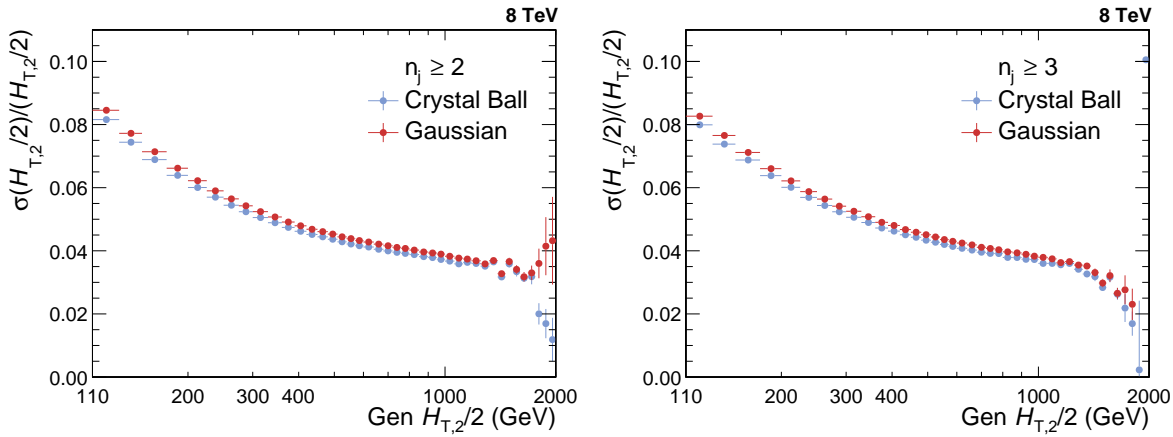 8 TeV
σ(H_T,2/2)/(H_T,2/2)
0.10
0.08
0.06
0.04
0.02
0.00
n_j ≥ 2
Crystal Ball
Gaussian
110 200 300 400 1000 2000
Gen H_T,2/2 (GeV)
8 TeV
σ(H_T,2/2)/(H_T,2/2)
0.10
0.08
0.06
0.04
0.02
0.00
n_j ≥ 3
Crystal Ball
Gaussian
110 200 300 400 1000 2000
Gen H_T,2/2 (GeV)